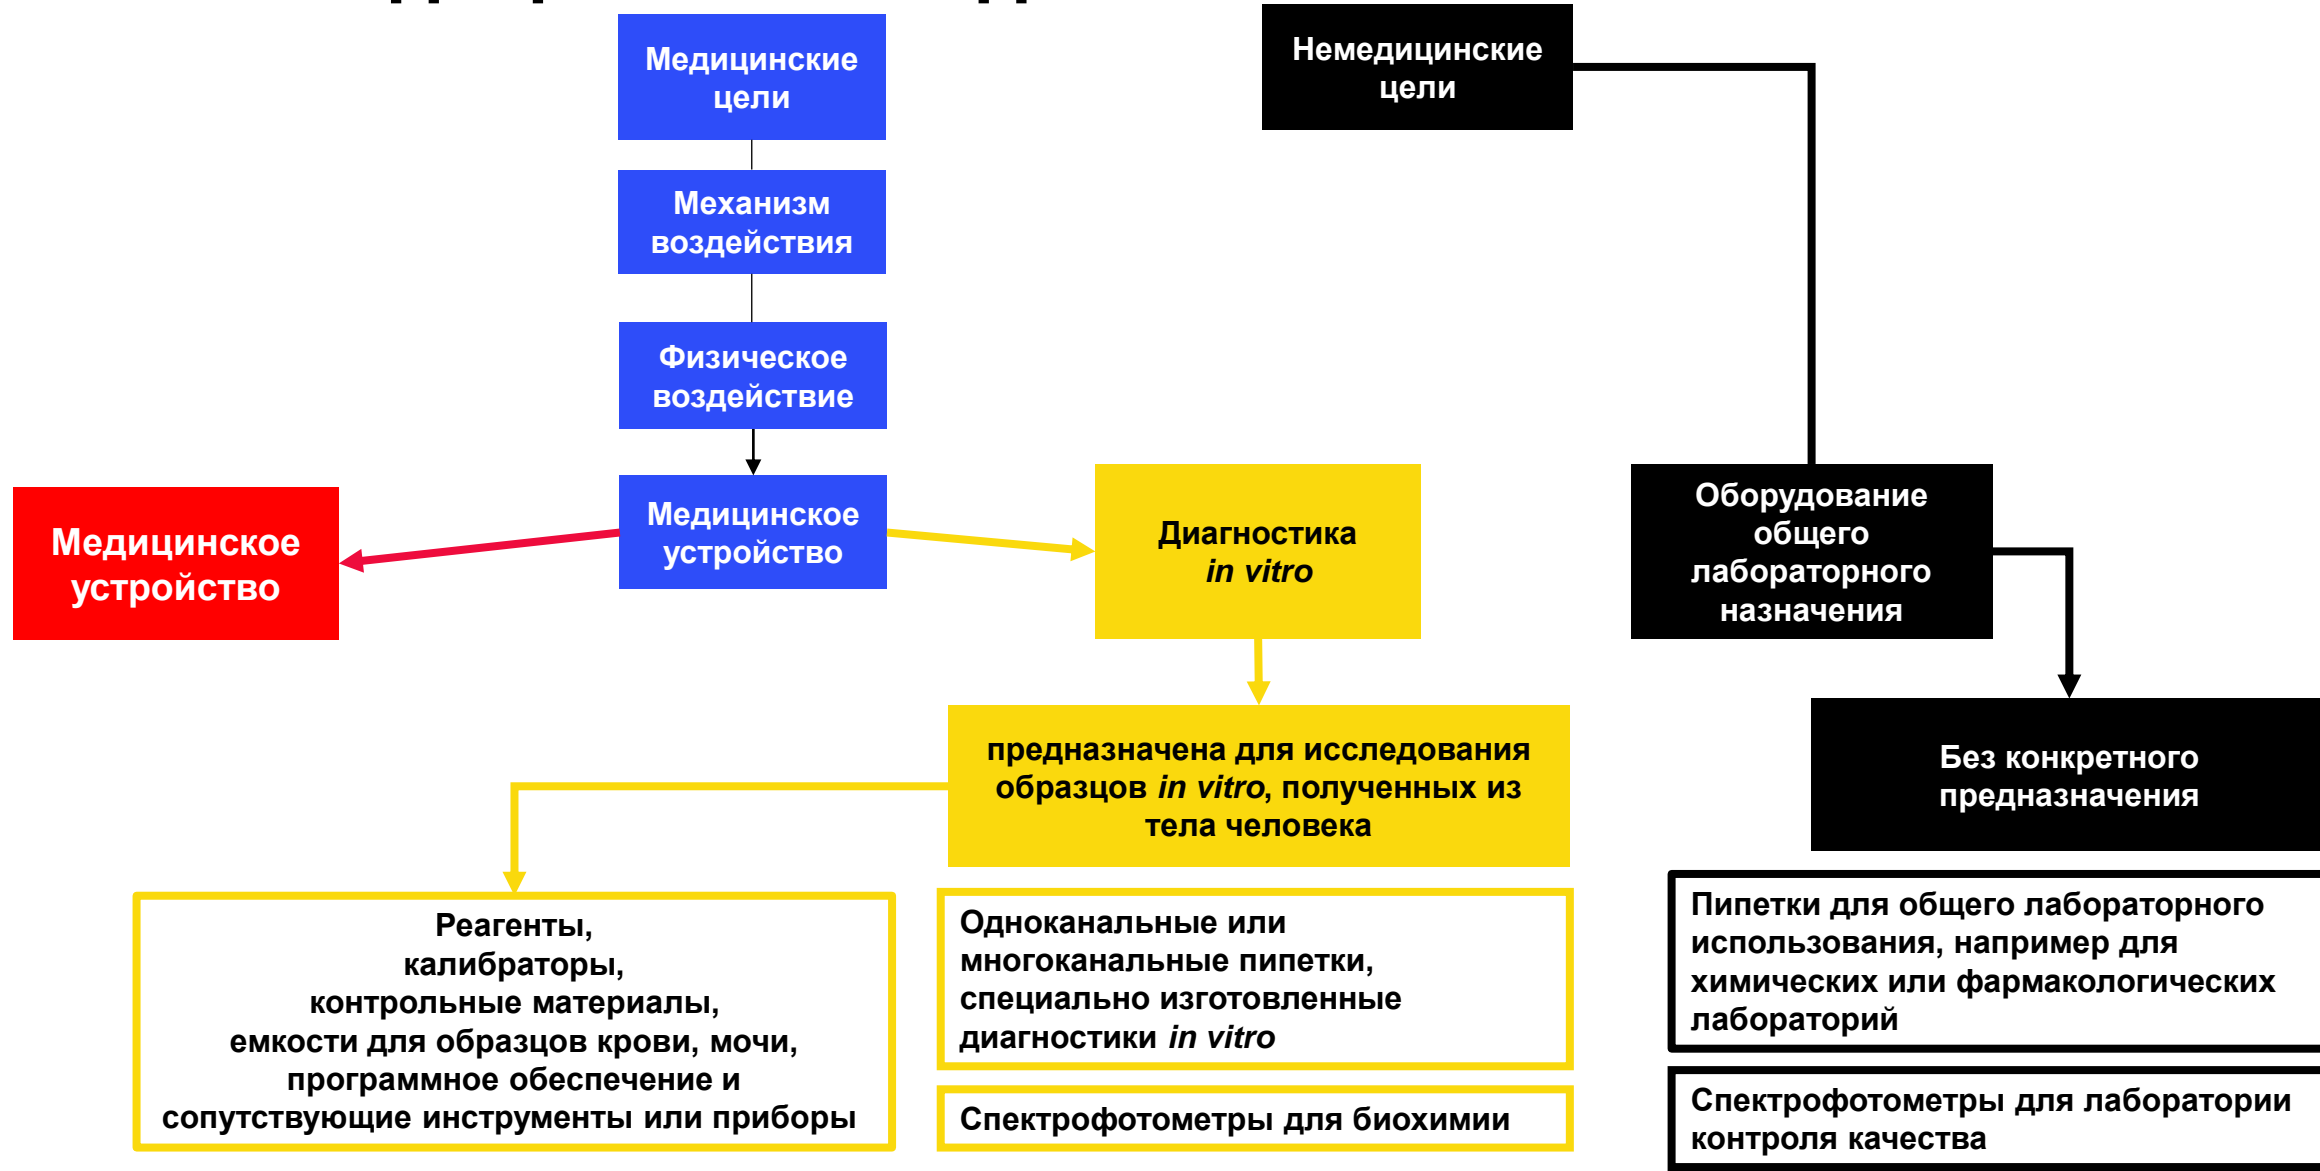 Медицинские
цели
Немедицинские
цели
Механизм
воздействия
Физическое
воздействие
Медицинское
устройство
Медицинское
устройство
Диагностика
in vitro
Оборудование
общего
лабораторного
назначения
предназначена для исследования
образцов in vitro, полученных из
тела человека
Без конкретного
предназначения
Реагенты,
калибраторы,
контрольные материалы,
емкости для образцов крови, мочи,
программное обеспечение и
сопутствующие инструменты или приборы
Одноканальные или
многоканальные пипетки,
специально изготовленные
диагностики in vitro
Спектрофотометры для биохимии
Пипетки для общего лабораторного
использования, например для
химических или фармакологических
лабораторий
Спектрофотометры для лаборатории
контроля качества